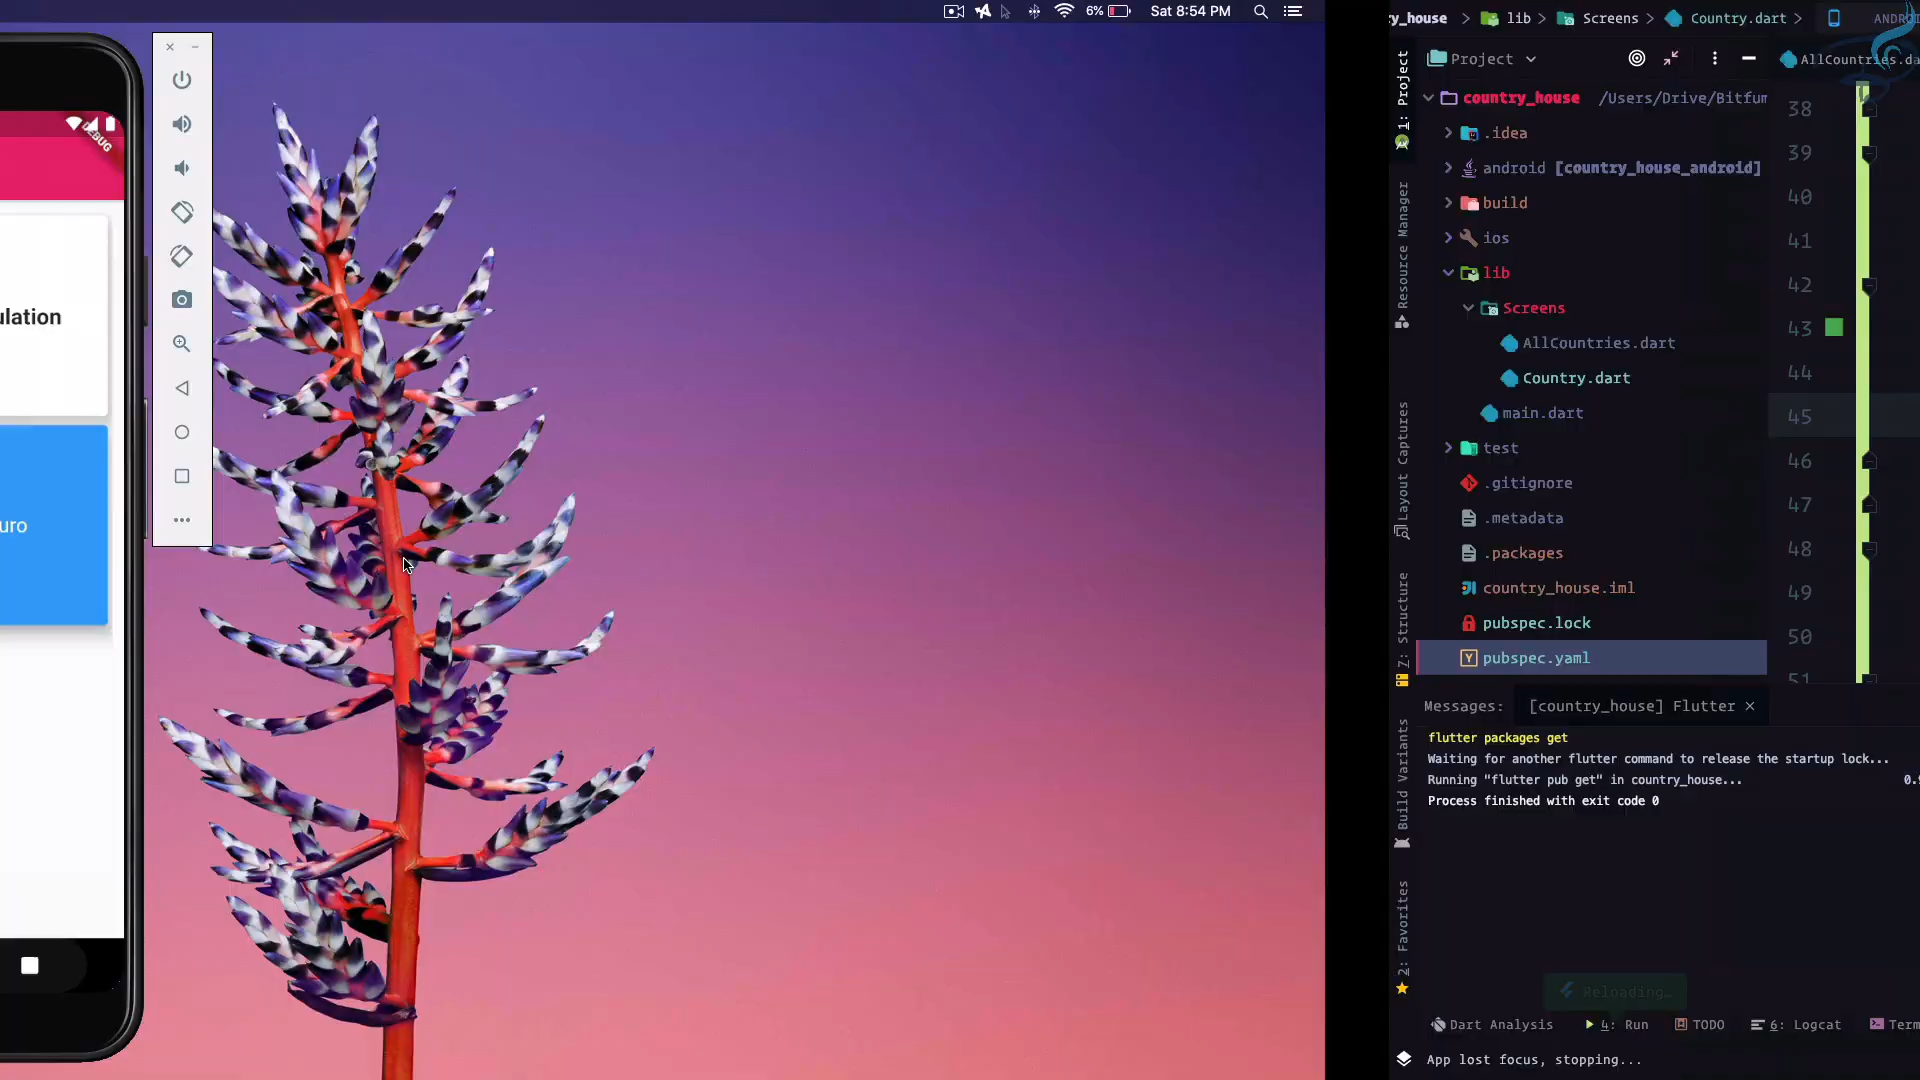 6%
Sat 8:54 PM
DEBUG
ulation
uro
y_house > lib > Screens > Country.dart >
Project
AllCountries.da
1: Project
Resource Manager
Layout Captures
Z: Structure
Build Variants
2: Favorites
country_house /Users/Drive/Bitfum
.idea
android [country_house_android]
build
ios
lib
Screens
AllCountries.dart
Country.dart
main.dart
test
.gitignore
.metadata
.packages
country_house.iml
pubspec.lock
pubspec.yaml
38
39
40
41
42
43
44
45
46
47
48
49
50
51
Messages: [country_house] Flutter ×
flutter packages get
Waiting for another flutter command to release the startup lock...
Running "flutter pub get" in country_house...
Process finished with exit code 0
Reloading…
Dart Analysis 4: Run TODO 6: Logcat Term
App lost focus, stopping...